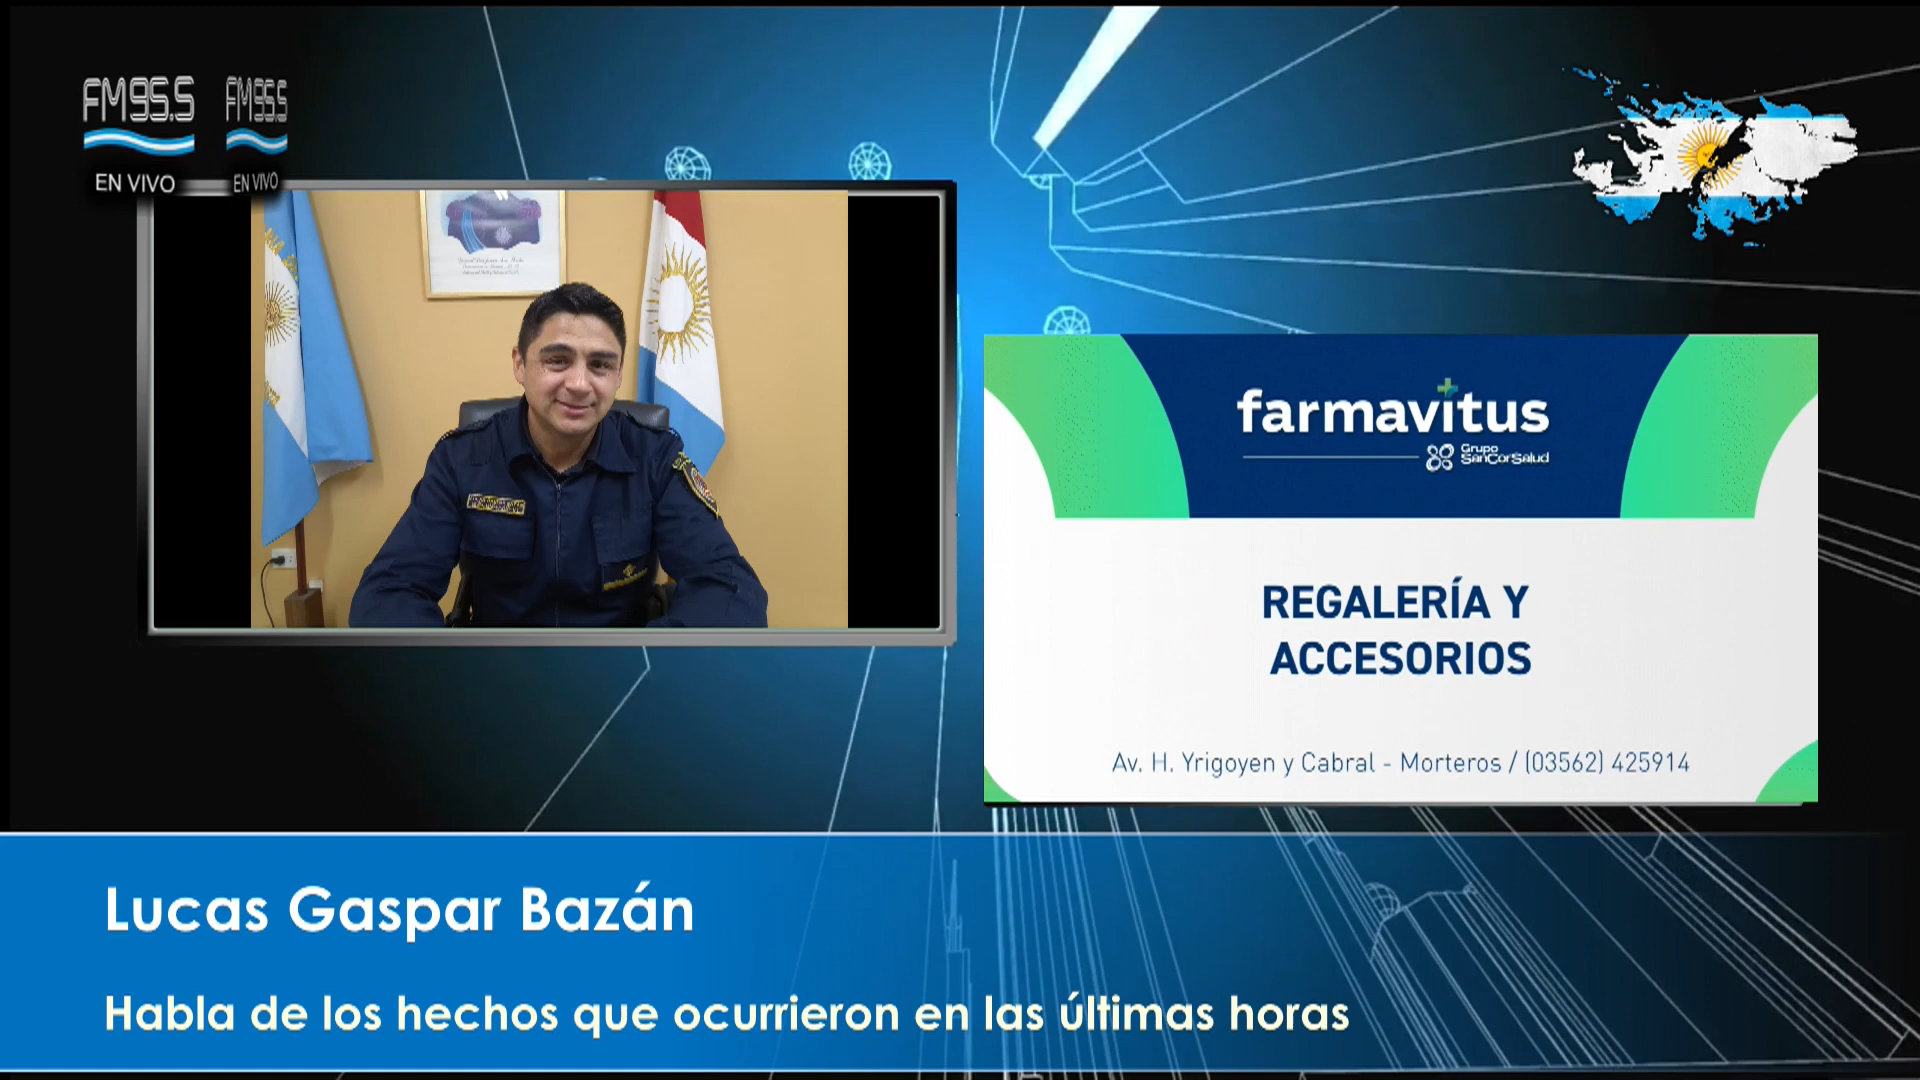 FM95.5
FM95.5
EN VIVO
EN VIVO
farmavitus
Grupo
SanCorSalud
REGALERÍA Y
ACCESORIOS
Av. H. Yrigoyen y Cabral - Morteros / (03562) 425914
Lucas Gaspar Bazán
Habla de los hechos que ocurrieron en las últimas horas